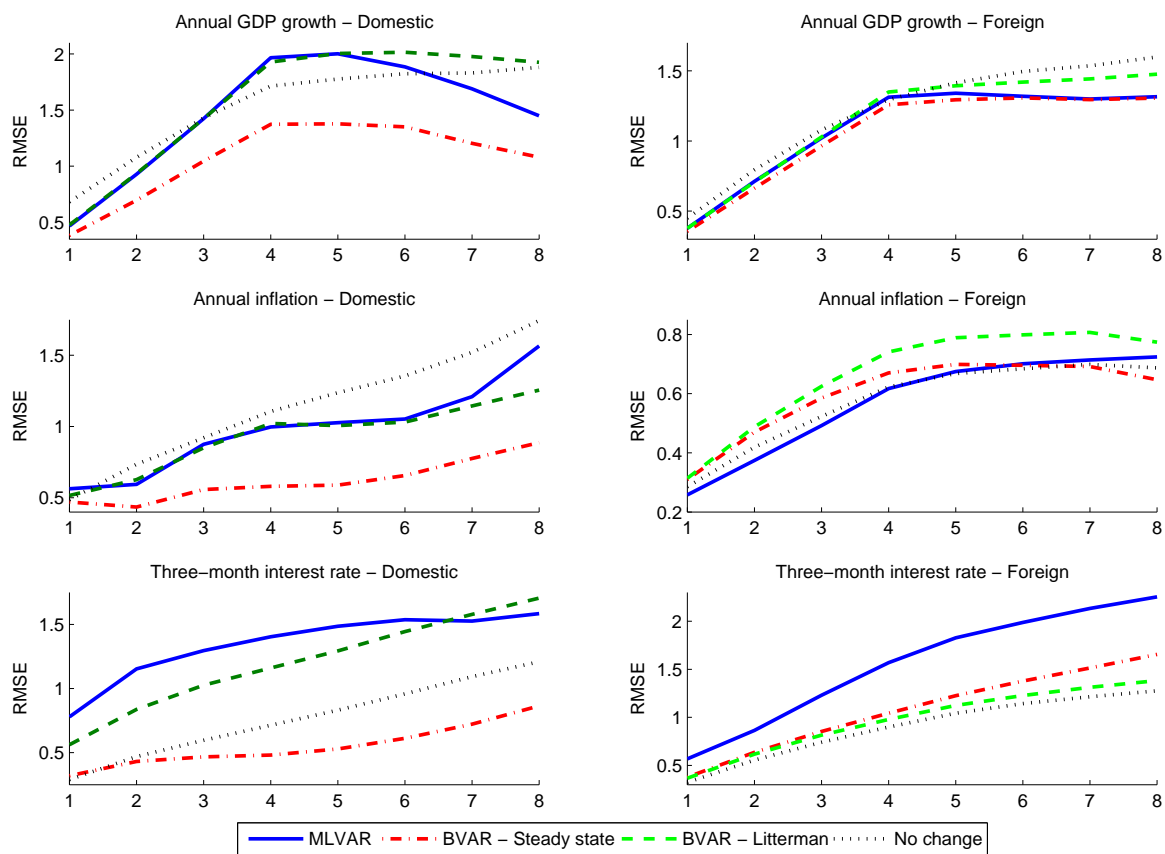 Annual GDP growth − Domestic
RMSE
2
1.5
1
0.5
1 2 3 4 5 6 7 8
Annual GDP growth − Foreign
RMSE
1.5
1
0.5
1 2 3 4 5 6 7 8
Annual inflation − Domestic
RMSE
1.5
1
0.5
1 2 3 4 5 6 7 8
Annual inflation − Foreign
RMSE
0.8
0.6
0.4
0.2
1 2 3 4 5 6 7 8
Three−month interest rate − Domestic
RMSE
1.5
1
0.5
1 2 3 4 5 6 7 8
Three−month interest rate − Foreign
RMSE
2
1.5
1
0.5
1 2 3 4 5 6 7 8
MLVAR BVAR − Steady state BVAR − Litterman No change